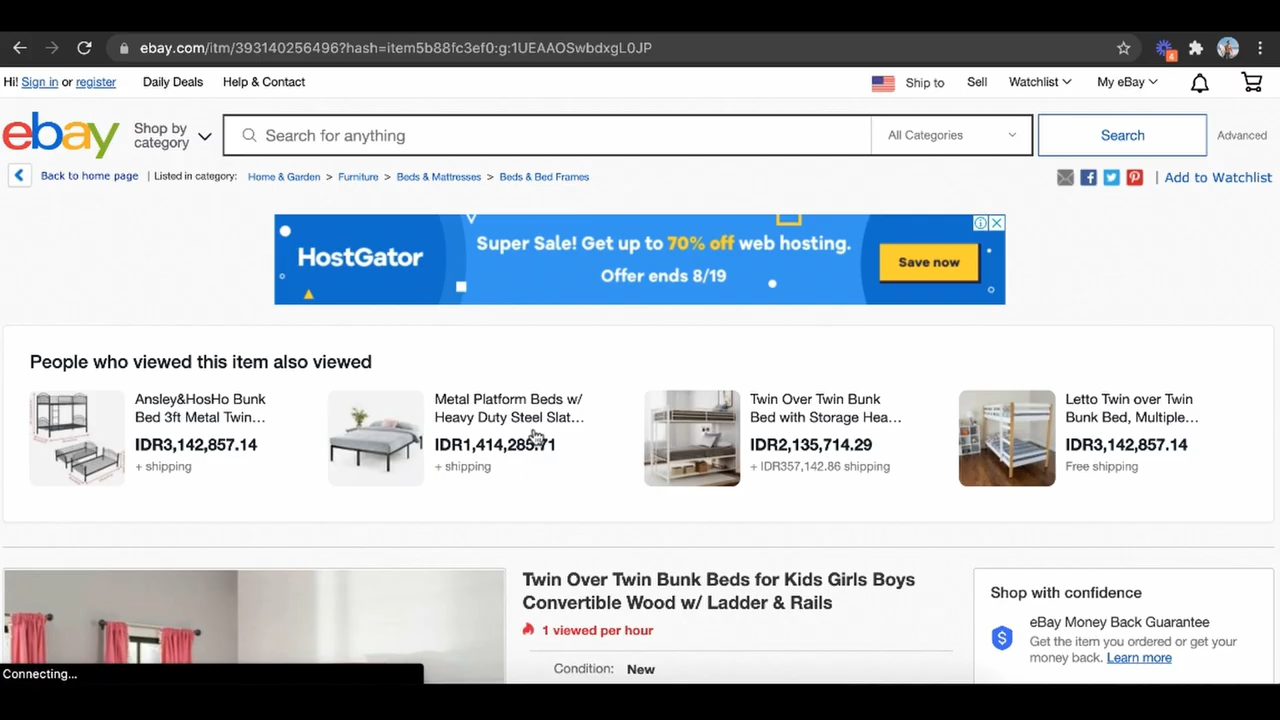 ebay.com/itm/393140256496?hash=item5b88fc3ef0:g:1UEAAOSwbdxgL0JP
4
Hi! Sign in or register
Daily Deals
Help & Contact
Ship to
Sell
Watchlist
My eBay
ebay
Shop by
category
Search for anything
All Categories
Search
Advanced
Back to home page
| Listed in category:
Home & Garden > Furniture > Beds & Mattresses > Beds & Bed Frames
| Add to Watchlist
HostGator
Super Sale! Get up to 70% off web hosting.
Offer ends 8/19
Save now
People who viewed this item also viewed
Ansley&HosHo Bunk
Bed 3ft Metal Twin...
IDR3,142,857.14
+ shipping
Metal Platform Beds w/
Heavy Duty Steel Slat...
IDR1,414,285.71
+ shipping
Twin Over Twin Bunk
Bed with Storage Hea...
IDR2,135,714.29
+ IDR357,142.86 shipping
Letto Twin over Twin
Bunk Bed, Multiple...
IDR3,142,857.14
Free shipping
Twin Over Twin Bunk Beds for Kids Girls Boys
Convertible Wood w/ Ladder & Rails
1 viewed per hour
Condition: New
Shop with confidence
eBay Money Back Guarantee
Get the item you ordered or get your
money back. Learn more
Connecting...